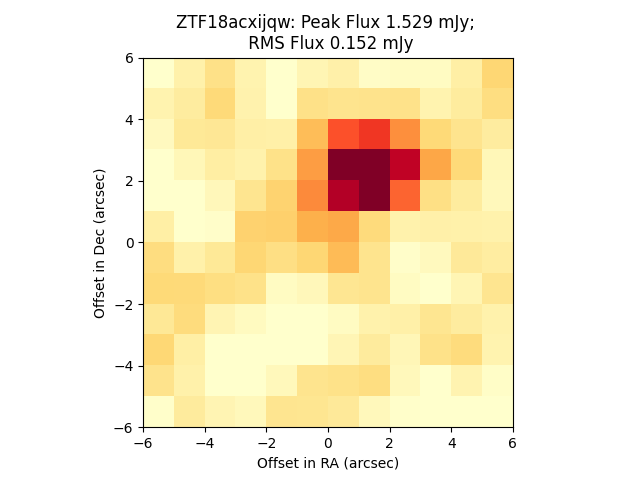 ZTF18acxijqw: Peak Flux 1.529 mJy;
RMS Flux 0.152 mJy
6
4
2
0
−2
−4
−6
Offset in Dec (arcsec)
−6 −4 −2 0 2 4 6
Offset in RA (arcsec)